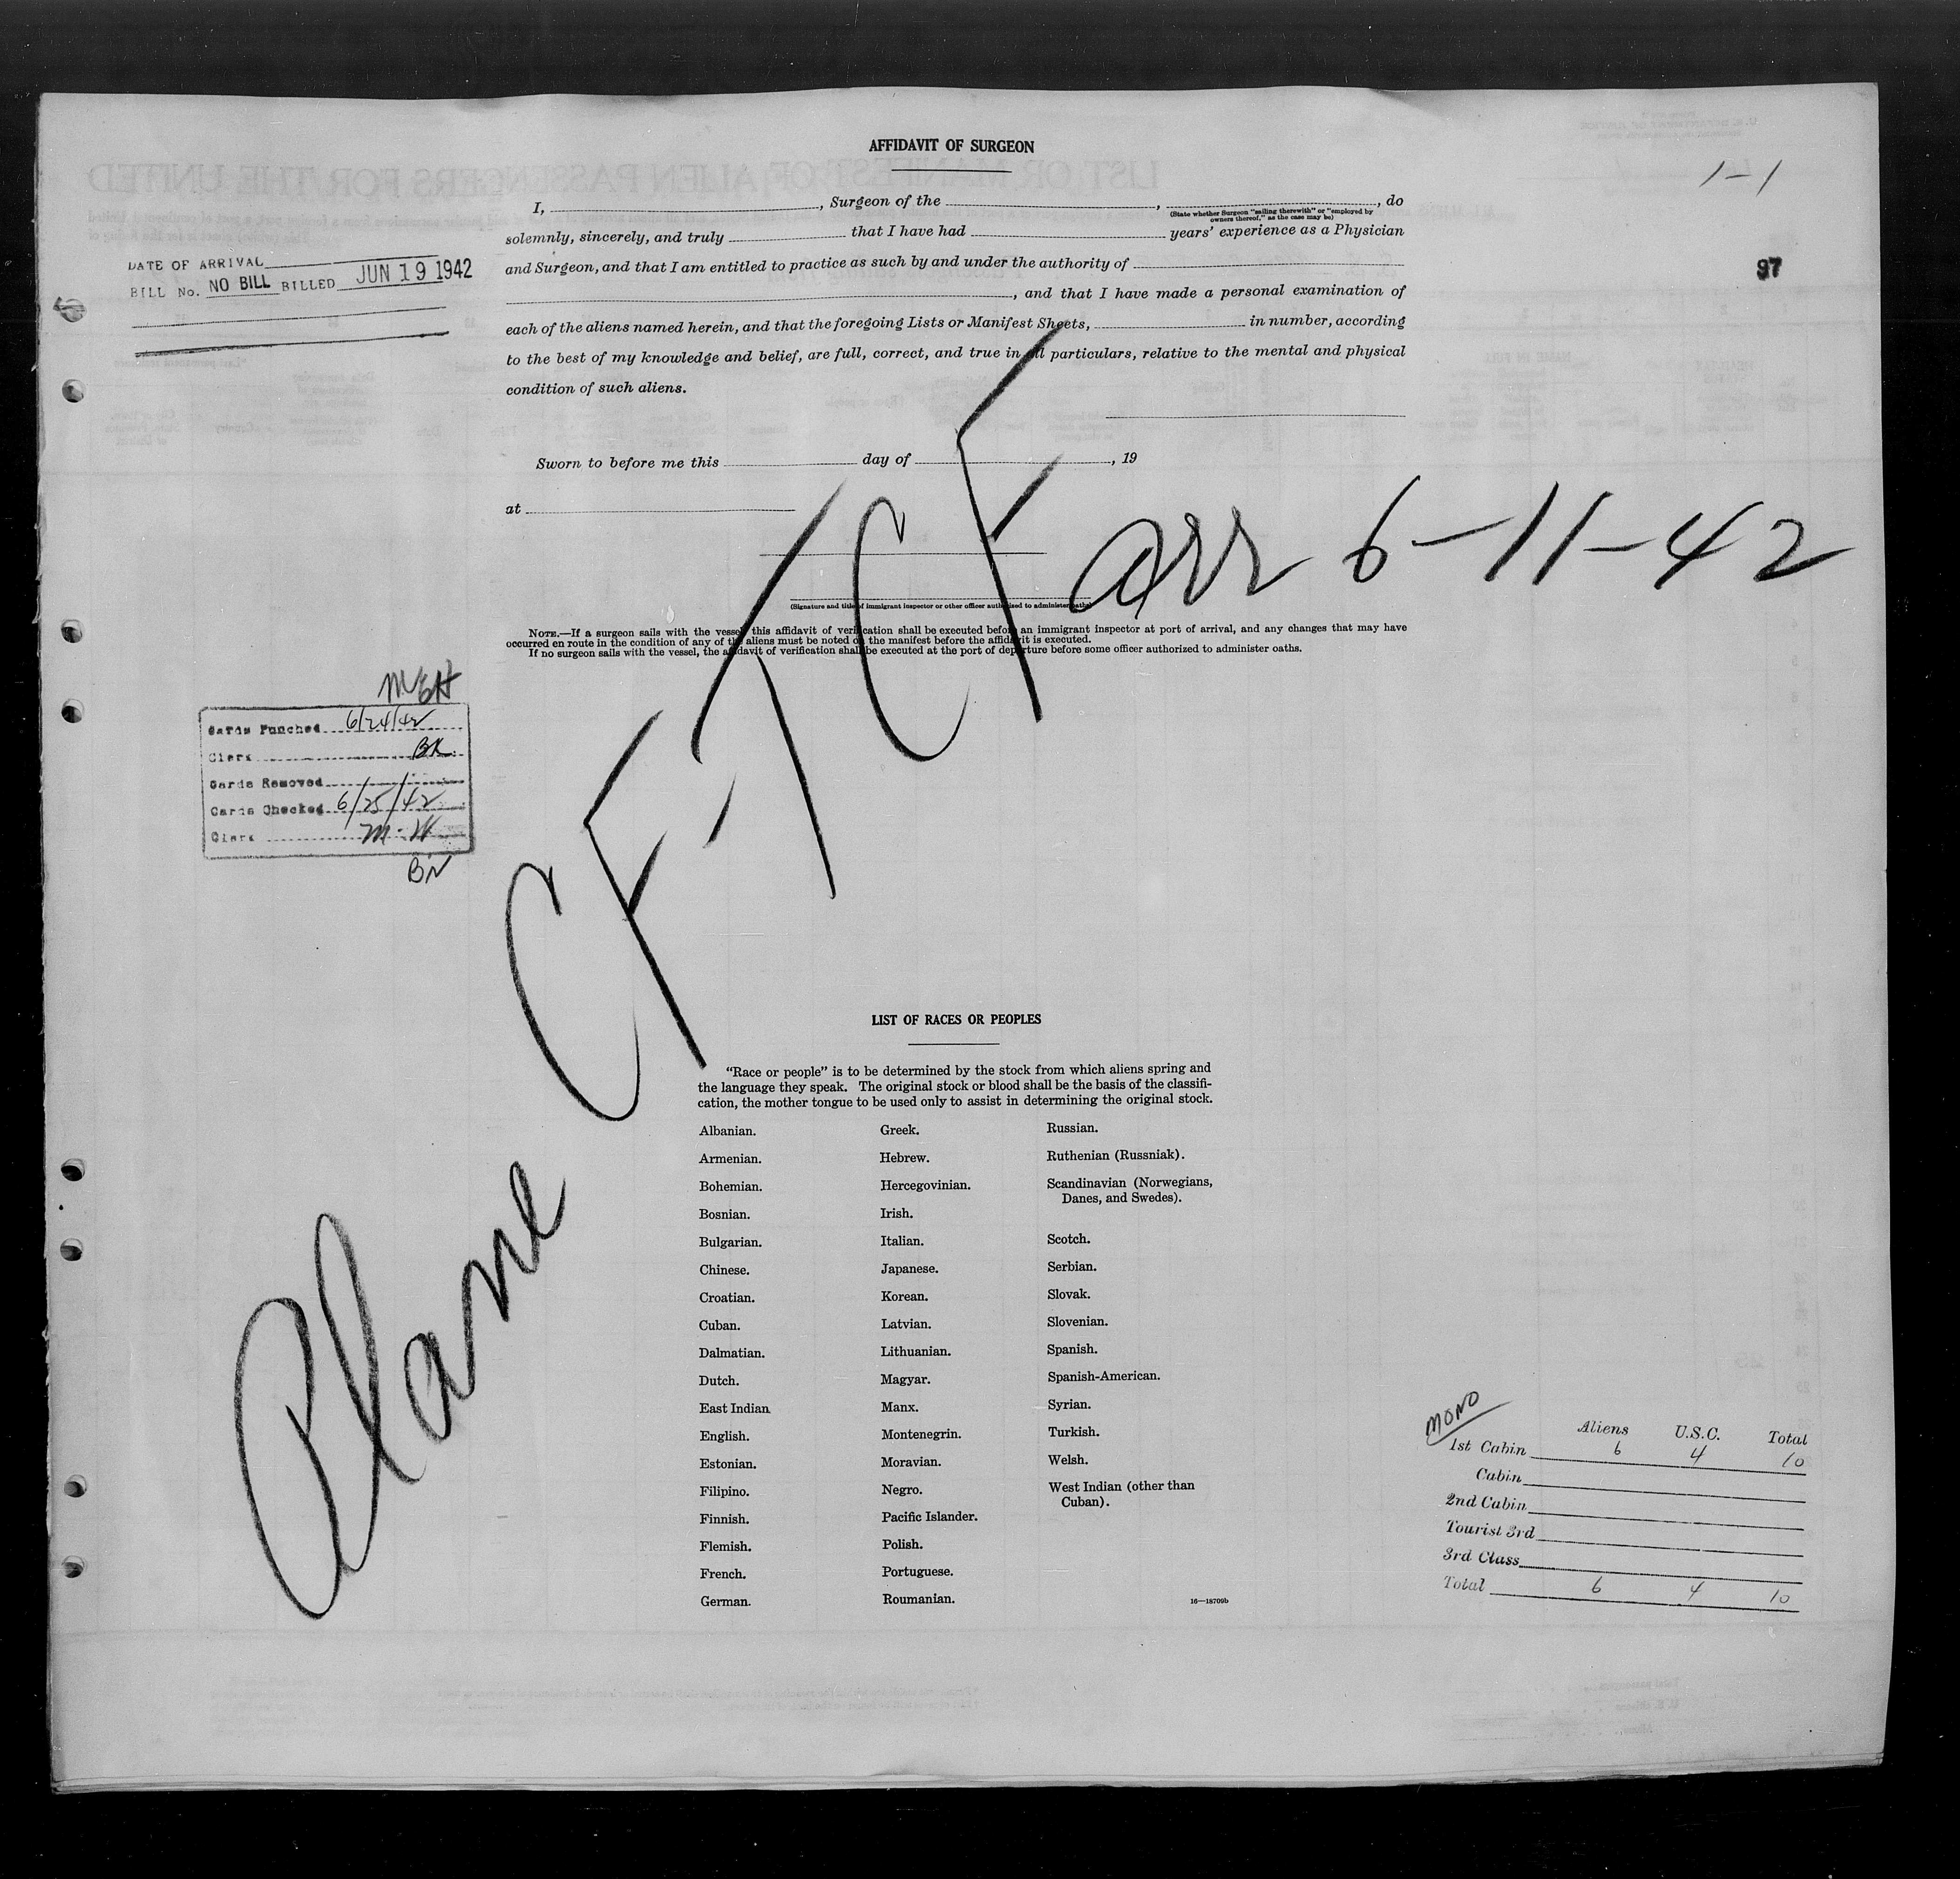 AFFIDAVIT OF SURGEON
1-1
I, , Surgeon of the , , do
(State whether Surgeon "sailing therewith" or "employed by
owners thereof," as the case may be)
solemnly, sincerely, and truly that I have had years' experience as a Physician
and Surgeon, and that I am entitled to practice as such by and under the authority of
, and that I have made a personal examination of
each of the aliens named herein, and that the foregoing Lists or Manifest Sheets, in number, according
to the best of my knowledge and belief, are full, correct, and true in all particulars, relative to the mental and physical
condition of such aliens.
DATE OF ARRIVAL
BILL No. NO BILL BILLED JUN 19 1942
97
Sworn to before me this day of , 19
at
(Signature and title of immigrant inspector or other officer authorized to administer oaths)
NOTE.—If a surgeon sails with the vessel, this affidavit of verification shall be executed before an immigrant inspector at port of arrival, and any changes that may have
occurred en route in the condition of any of the aliens must be noted on the manifest before the affidavit is executed.
If no surgeon sails with the vessel, the affidavit of verification shall be executed at the port of departure before some officer authorized to administer oaths.
Plane CF-TCF arr 6-11-42
Cards Punched 6/24/42
Clerk BK
Cards Removed
Cards Checked 6/25/42
Clerk M.W
BN
LIST OF RACES OR PEOPLES
"Race or people" is to be determined by the stock from which aliens spring and
the language they speak. The original stock or blood shall be the basis of the classifi-
cation, the mother tongue to be used only to assist in determining the original stock.
Albanian.
Armenian.
Bohemian.
Bosnian.
Bulgarian.
Chinese.
Croatian.
Cuban.
Dalmatian.
Dutch.
East Indian
English.
Estonian.
Filipino.
Finnish.
Flemish.
French.
German.
Greek.
Hebrew.
Hercegovinian.
Irish.
Italian.
Japanese.
Korean.
Latvian.
Lithuanian.
Magyar.
Manx.
Montenegrin.
Moravian.
Negro.
Pacific Islander.
Polish.
Portuguese.
Roumanian.
Russian.
Ruthenian (Russniak).
Scandinavian (Norwegians,
Danes, and Swedes).
Scotch.
Serbian.
Slovak.
Slovenian.
Spanish.
Spanish-American.
Syrian.
Turkish.
Welsh.
West Indian (other than
Cuban).
16—18709b
MONO
Aliens U.S.C. Total
1st Cabin 6 4 10
Cabin
2nd Cabin
Tourist 3rd
3rd Class
Total 6 4 10